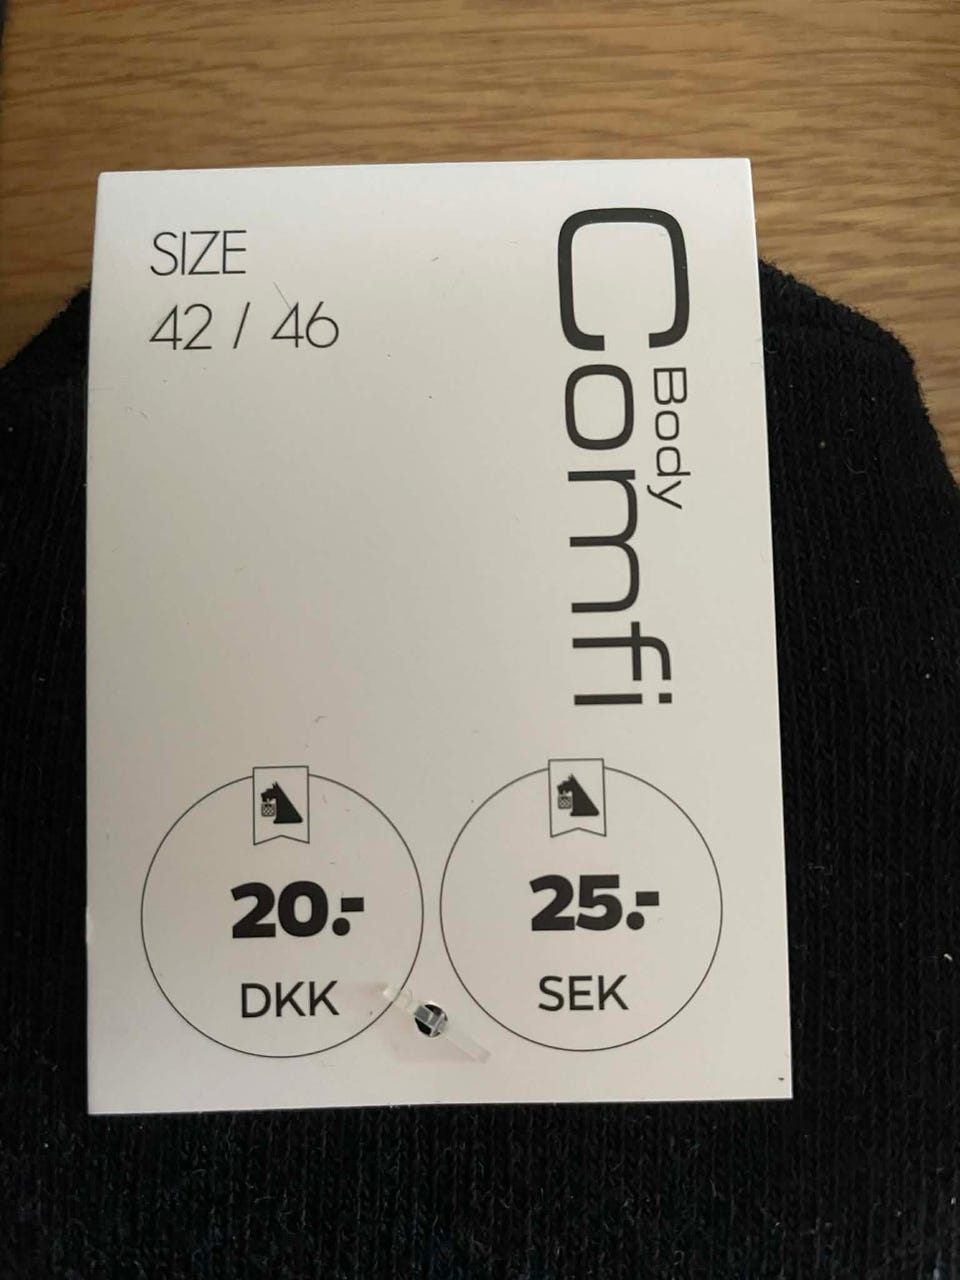 SIZE
42 / 46
Body
Comfi
20.-
DKK
25.-
SEK